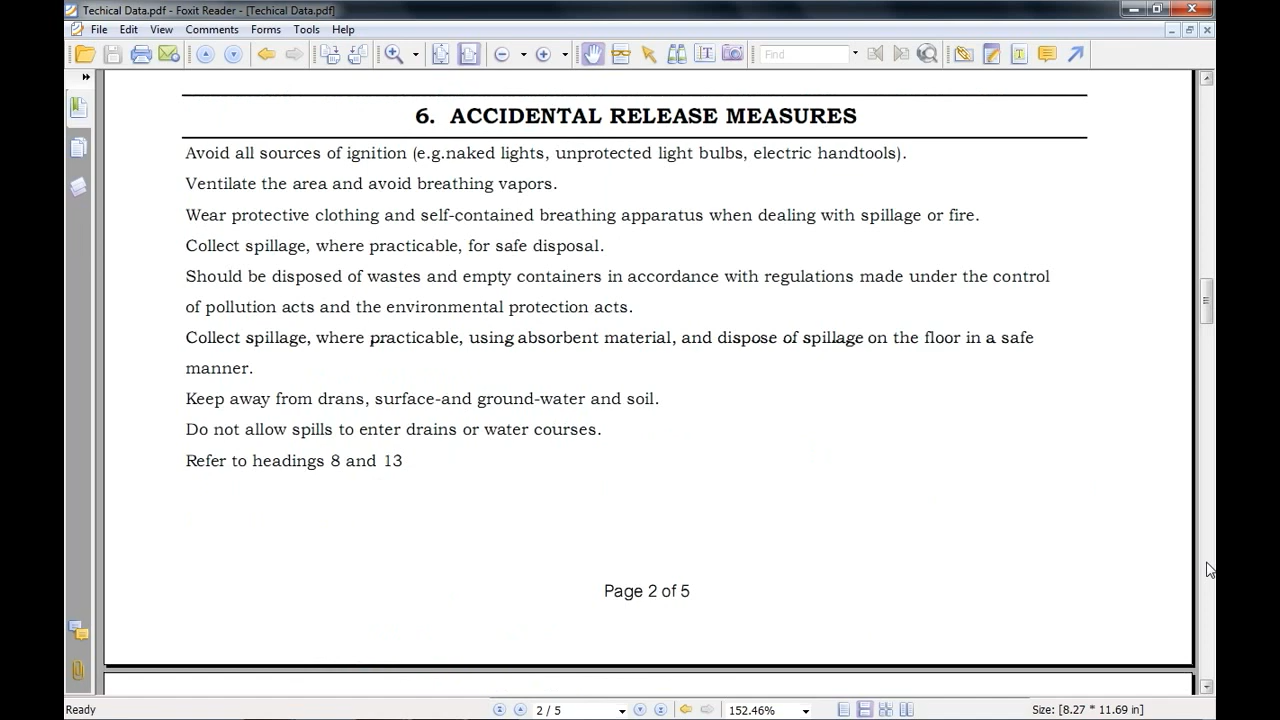 Techical Data.pdf - Foxit Reader - [Techical Data.pdf]
File Edit View Comments Forms Tools Help
Find
6. ACCIDENTAL RELEASE MEASURES
Avoid all sources of ignition (e.g.naked lights, unprotected light bulbs, electric handtools).
Ventilate the area and avoid breathing vapors.
Wear protective clothing and self-contained breathing apparatus when dealing with spillage or fire.
Collect spillage, where practicable, for safe disposal.
Should be disposed of wastes and empty containers in accordance with regulations made under the control
of pollution acts and the environmental protection acts.
Collect spillage, where practicable, using absorbent material, and dispose of spillage on the floor in a safe
manner.
Keep away from drans, surface-and ground-water and soil.
Do not allow spills to enter drains or water courses.
Refer to headings 8 and 13
Page 2 of 5
Ready 2 / 5 152.46% Size: [8.27 * 11.69 in]